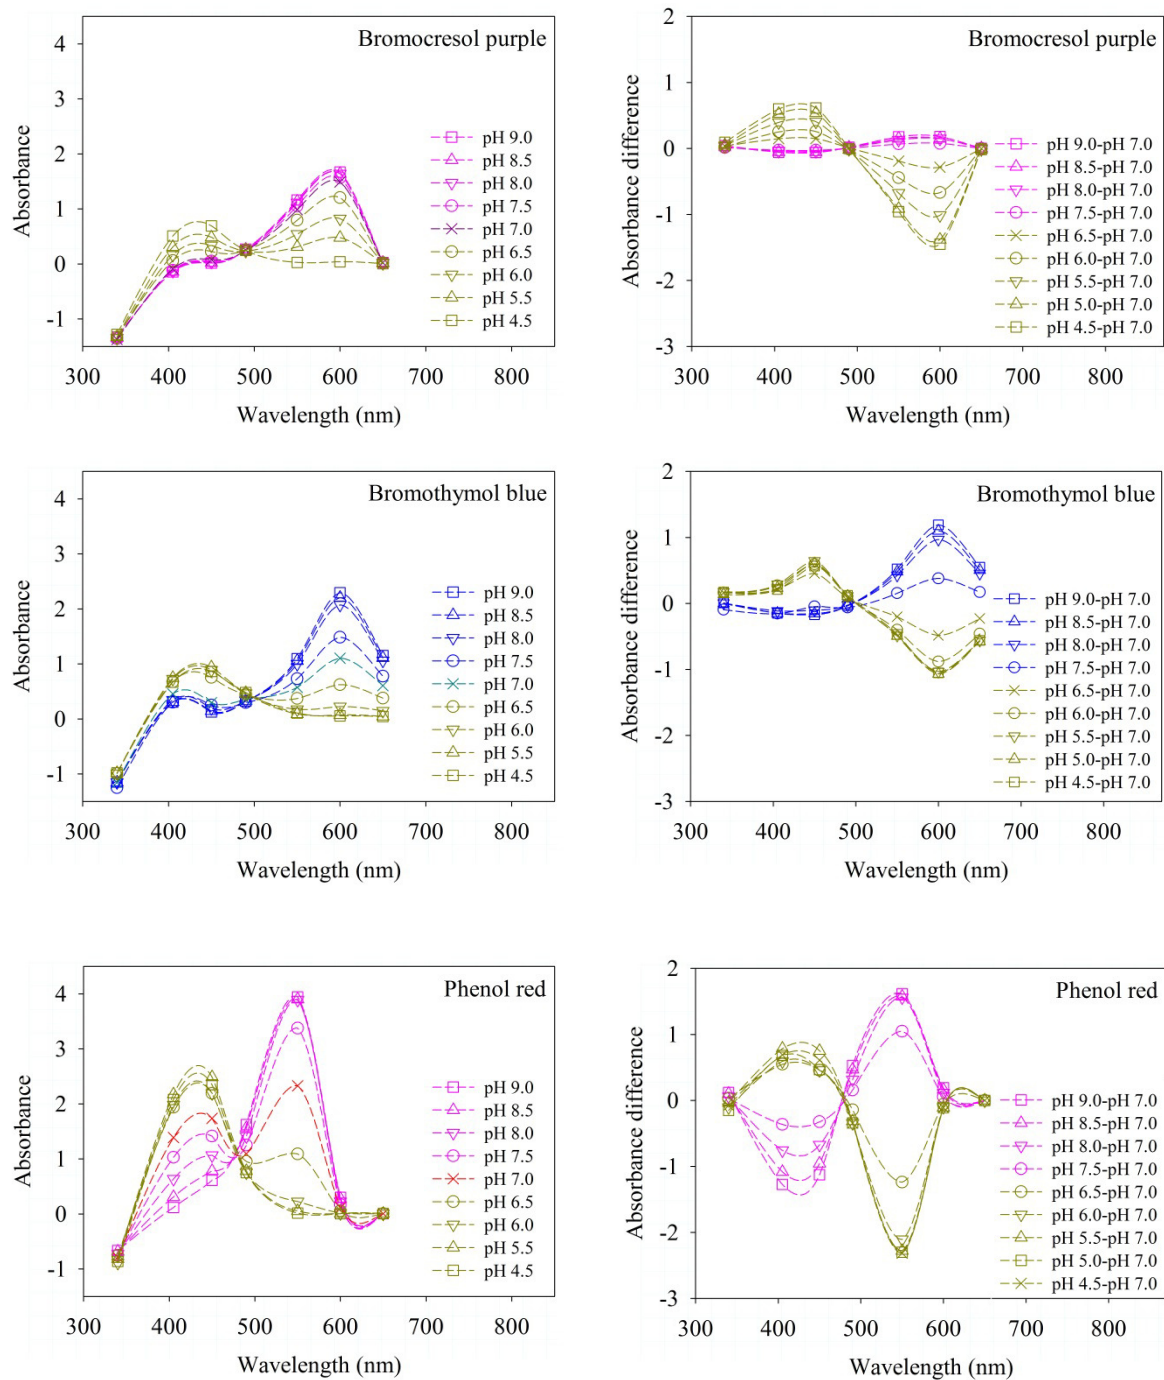 Bromocresol purple
4
3
2
1
0
-1
Absorbance
pH 9.0
pH 8.5
pH 8.0
pH 7.5
pH 7.0
pH 6.5
pH 6.0
pH 5.5
pH 4.5
300 400 500 600 700 800
Wavelength (nm)
Bromocresol purple
2
1
0
-1
-2
-3
Absorbance difference
pH 9.0-pH 7.0
pH 8.5-pH 7.0
pH 8.0-pH 7.0
pH 7.5-pH 7.0
pH 6.5-pH 7.0
pH 6.0-pH 7.0
pH 5.5-pH 7.0
pH 5.0-pH 7.0
pH 4.5-pH 7.0
300 400 500 600 700 800
Wavelength (nm)
Bromothymol blue
4
3
2
1
0
-1
Absorbance
pH 9.0
pH 8.5
pH 8.0
pH 7.5
pH 7.0
pH 6.5
pH 6.0
pH 5.5
pH 4.5
300 400 500 600 700 800
Wavelength (nm)
Bromothymol blue
2
1
0
-1
-2
-3
Absorbance difference
pH 9.0-pH 7.0
pH 8.5-pH 7.0
pH 8.0-pH 7.0
pH 7.5-pH 7.0
pH 6.5-pH 7.0
pH 6.0-pH 7.0
pH 5.5-pH 7.0
pH 5.0-pH 7.0
pH 4.5-pH 7.0
300 400 500 600 700 800
Wavelength (nm)
Phenol red
4
3
2
1
0
-1
Absorbance
pH 9.0
pH 8.5
pH 8.0
pH 7.5
pH 7.0
pH 6.5
pH 6.0
pH 5.5
pH 4.5
300 400 500 600 700 800
Wavelength (nm)
Phenol red
2
1
0
-1
-2
-3
Absorbance difference
pH 9.0-pH 7.0
pH 8.5-pH 7.0
pH 8.0-pH 7.0
pH 7.5-pH 7.0
pH 6.5-pH 7.0
pH 6.0-pH 7.0
pH 5.5-pH 7.0
pH 5.0-pH 7.0
pH 4.5-pH 7.0
300 400 500 600 700 800
Wavelength (nm)